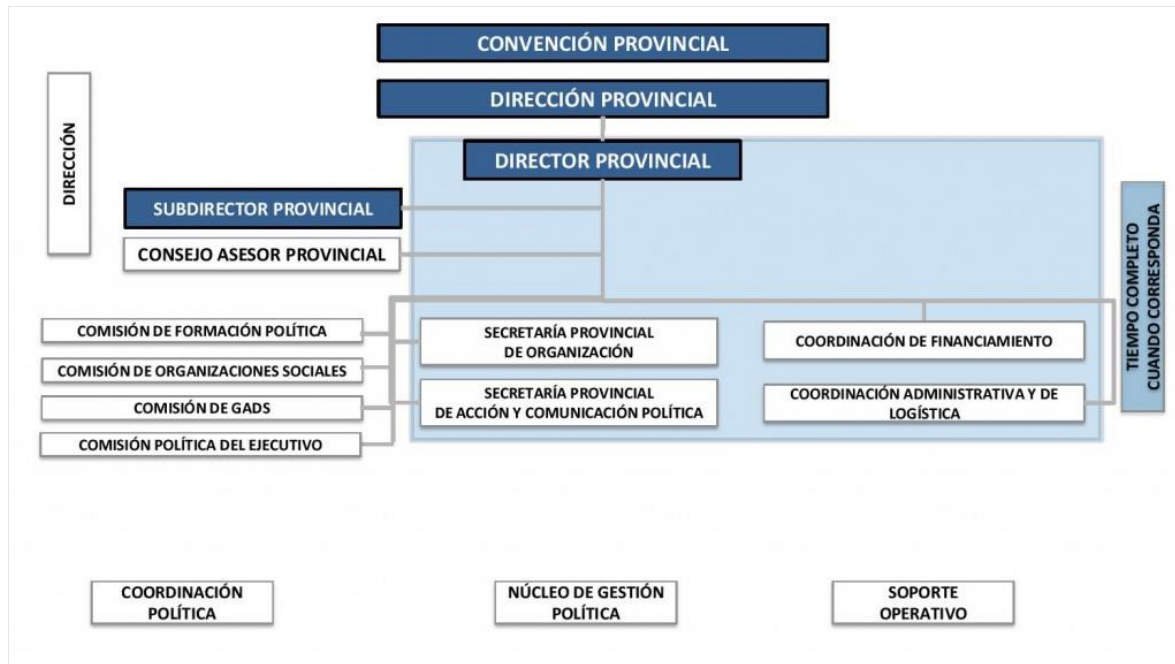 CONVENCIÓN PROVINCIAL
DIRECCIÓN PROVINCIAL
DIRECCIÓN
DIRECTOR PROVINCIAL
SUBDIRECTOR PROVINCIAL
CONSEJO ASESOR PROVINCIAL
TIEMPO COMPLETO
CUANDO CORRESPONDA
COMISIÓN DE FORMACIÓN POLÍTICA
COMISIÓN DE ORGANIZACIONES SOCIALES
COMISIÓN DE GADS
COMISIÓN POLÍTICA DEL EJECUTIVO
SECRETARÍA PROVINCIAL
DE ORGANIZACIÓN
SECRETARÍA PROVINCIAL
DE ACCIÓN Y COMUNICACIÓN POLÍTICA
COORDINACIÓN DE FINANCIAMIENTO
COORDINACIÓN ADMINISTRATIVA Y DE
LOGÍSTICA
COORDINACIÓN
POLÍTICA
NÚCLEO DE GESTIÓN
POLÍTICA
SOPORTE
OPERATIVO